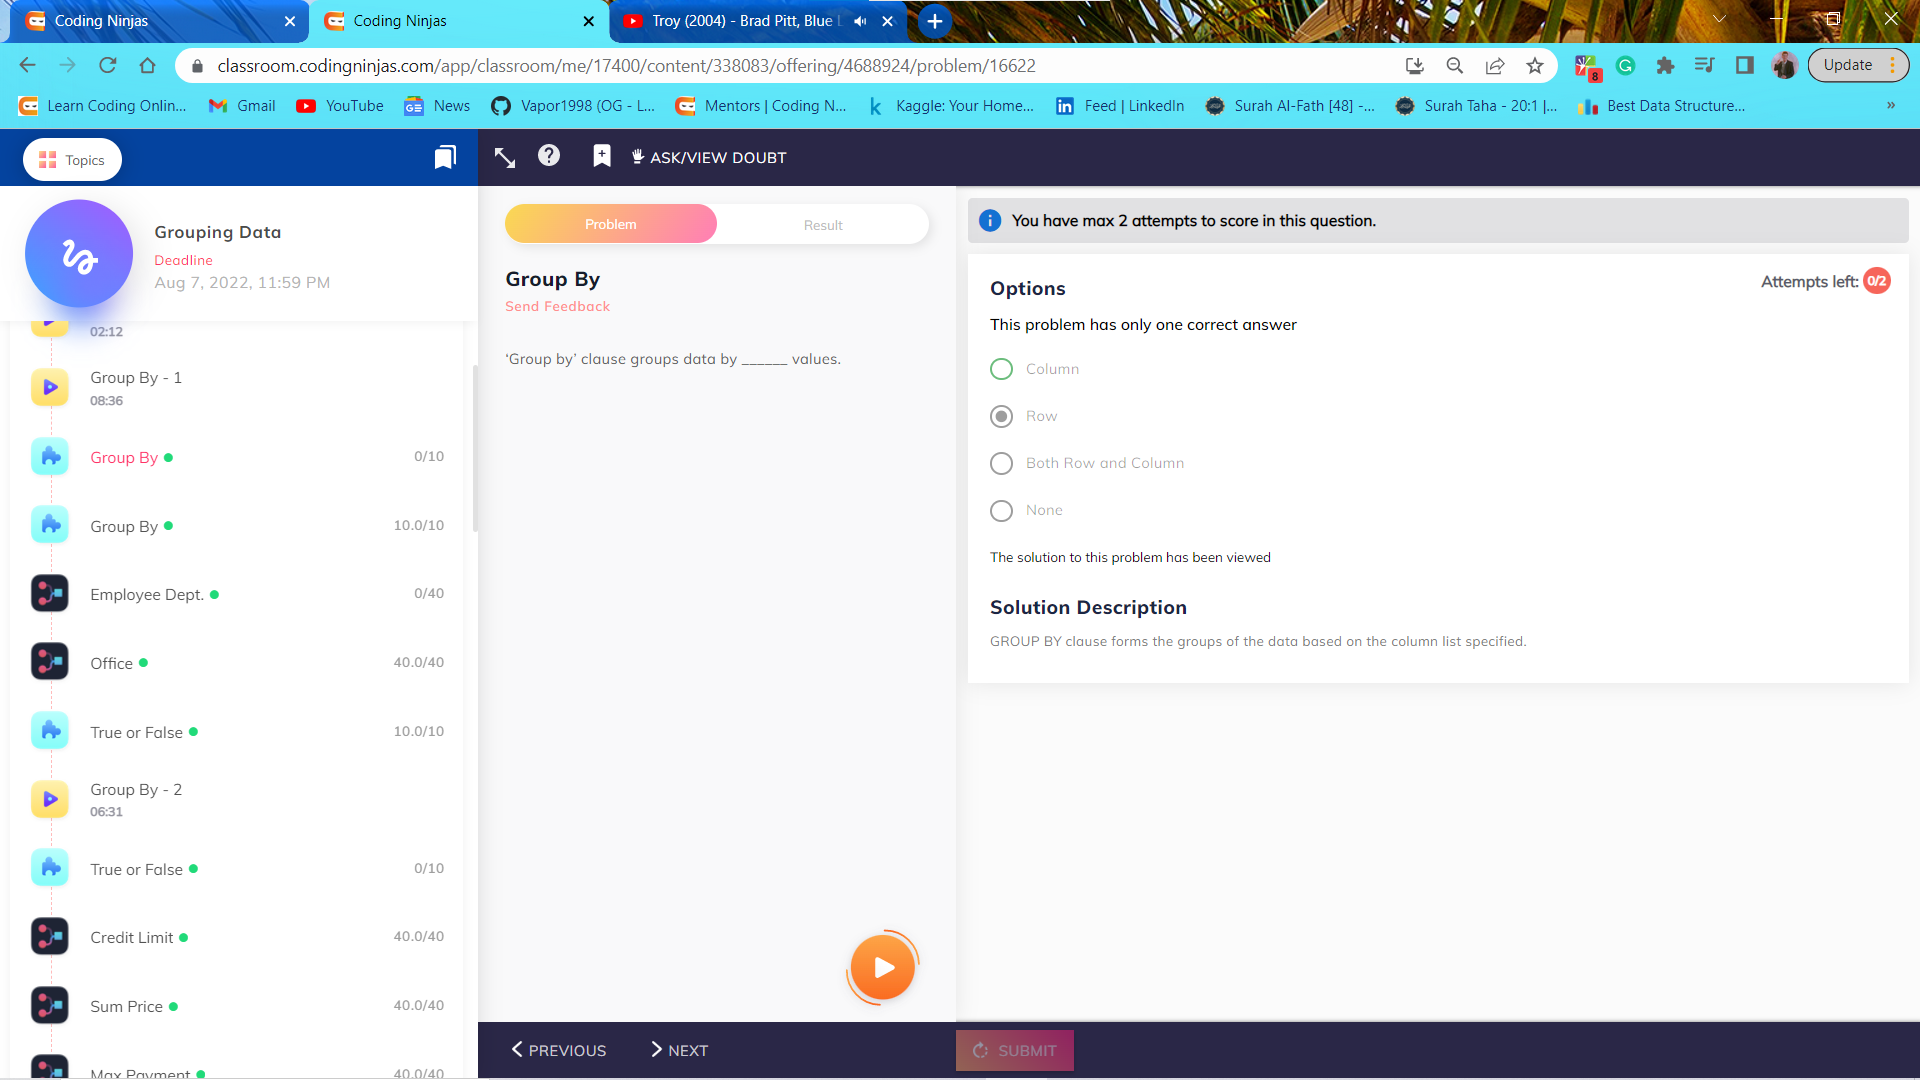 Coding Ninjas
Coding Ninjas
Troy (2004) - Brad Pitt, Blue
classroom.codingninjas.com/app/classroom/me/17400/content/338083/offering/4688924/problem/16622
8
Update
Learn Coding Onlin...
Gmail
YouTube
News
Vapor1998 (OG - L...
Mentors | Coding N...
Kaggle: Your Home...
Feed | LinkedIn
Surah Al-Fath [48] -...
Surah Taha - 20:1 |...
Best Data Structure...
»
Topics
ASK/VIEW DOUBT
Grouping Data
Deadline
Aug 7, 2022, 11:59 PM
02:12
Group By - 1
08:36
Group By
0/10
Group By
10.0/10
Employee Dept.
0/40
Office
40.0/40
True or False
10.0/10
Group By - 2
06:31
True or False
0/10
Credit Limit
40.0/40
Sum Price
40.0/40
Max Payment
40.0/40
Problem
Result
Group By
Send Feedback
‘Group by’ clause groups data by ______ values.
PREVIOUS
NEXT
You have max 2 attempts to score in this question.
Options
Attempts left: 0/2
This problem has only one correct answer
Column
Row
Both Row and Column
None
The solution to this problem has been viewed
Solution Description
GROUP BY clause forms the groups of the data based on the column list specified.
SUBMIT